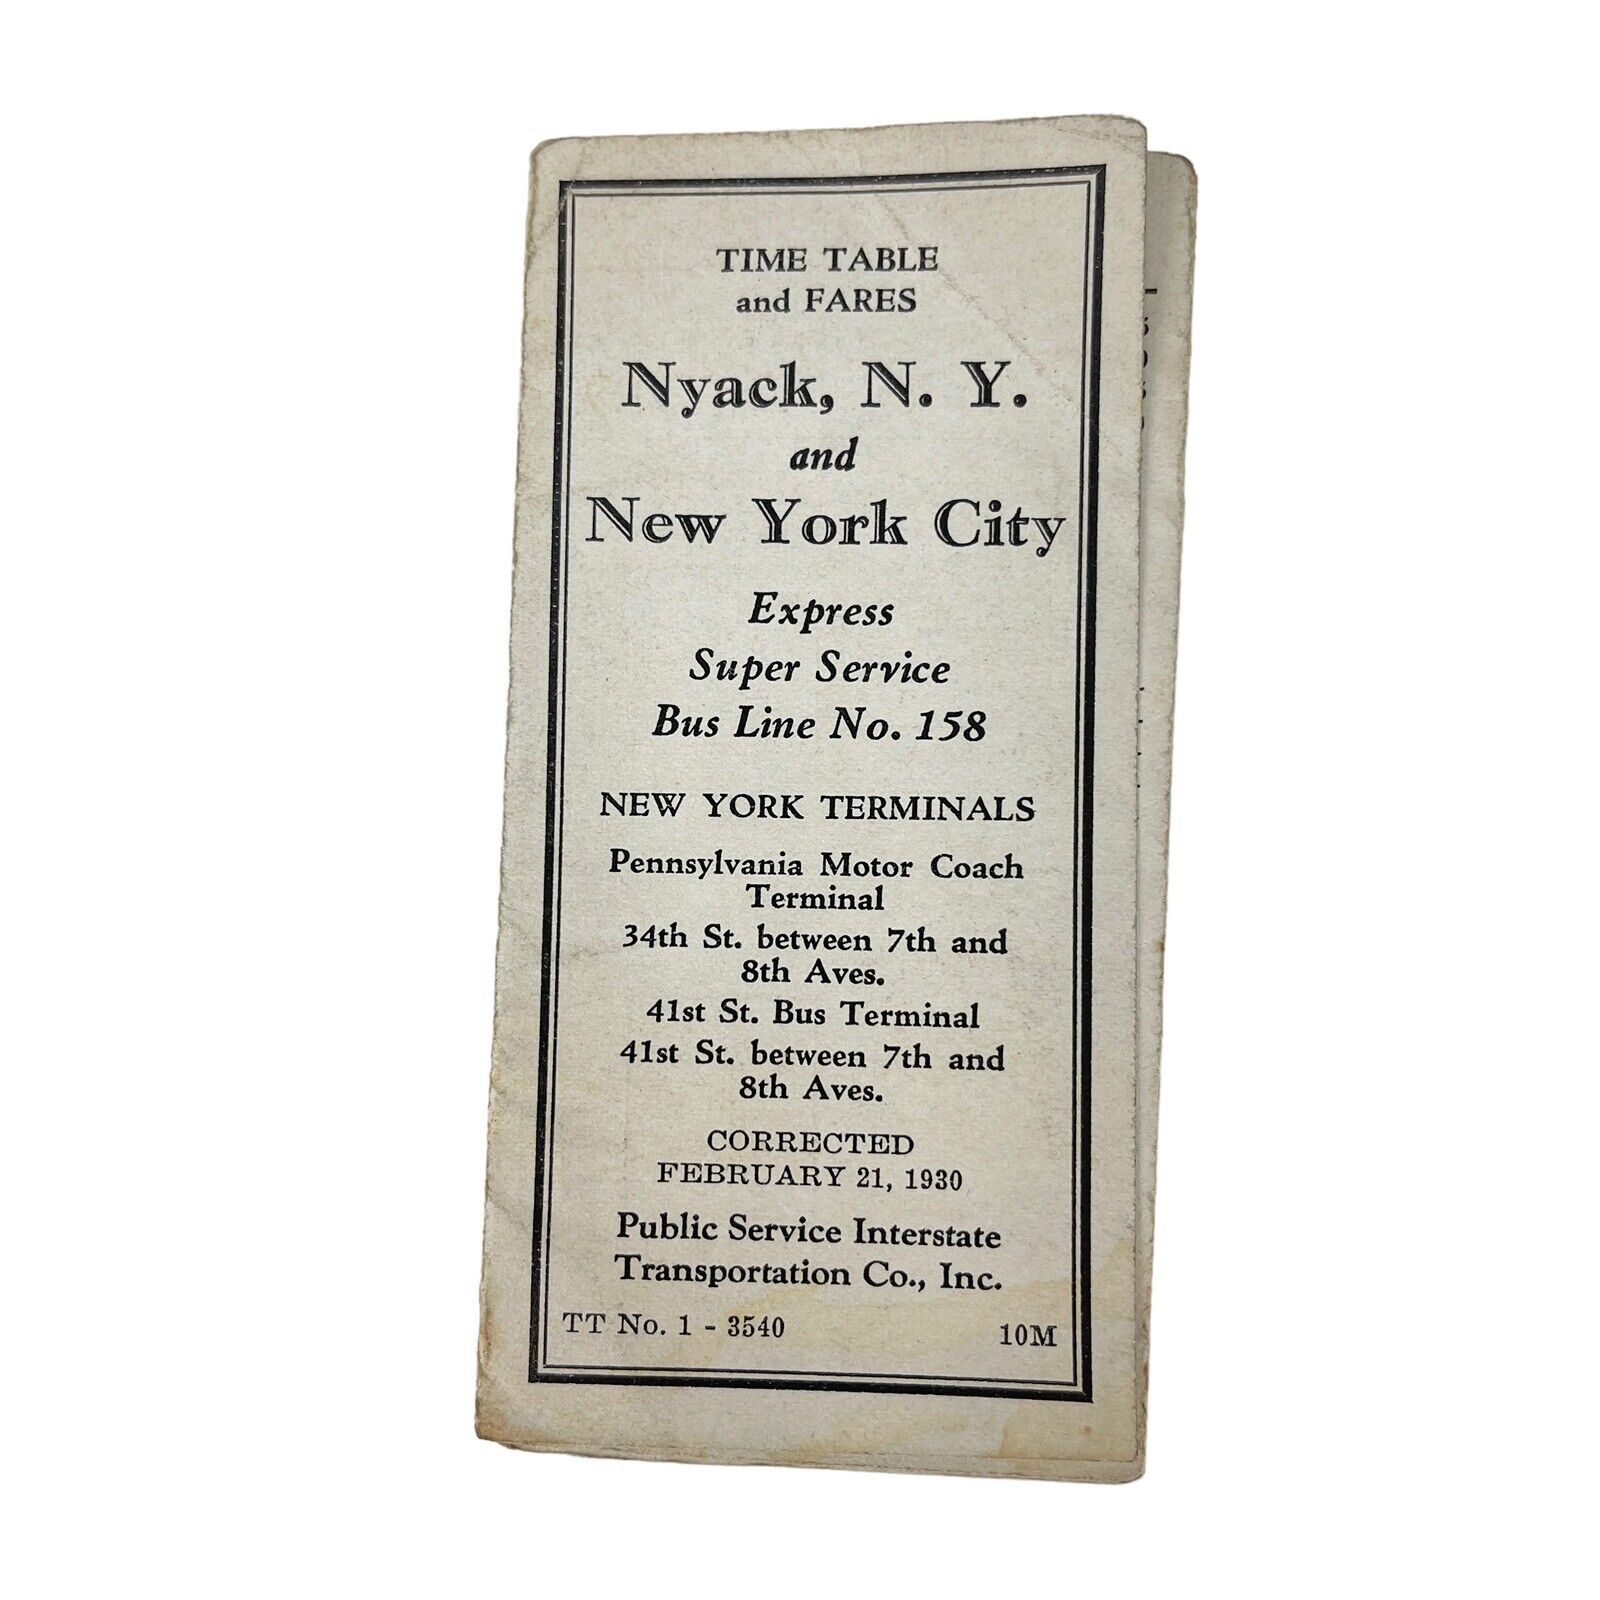 TIME TABLE
and FARES
Nyack, N. Y.
and
New York City
Express
Super Service
Bus Line No. 158
NEW YORK TERMINALS
Pennsylvania Motor Coach
Terminal
34th St. between 7th and
8th Aves.
41st St. Bus Terminal
41st St. between 7th and
8th Aves.
CORRECTED
FEBRUARY 21, 1930
Public Service Interstate
Transportation Co., Inc.
TT No. 1 - 3540 10M